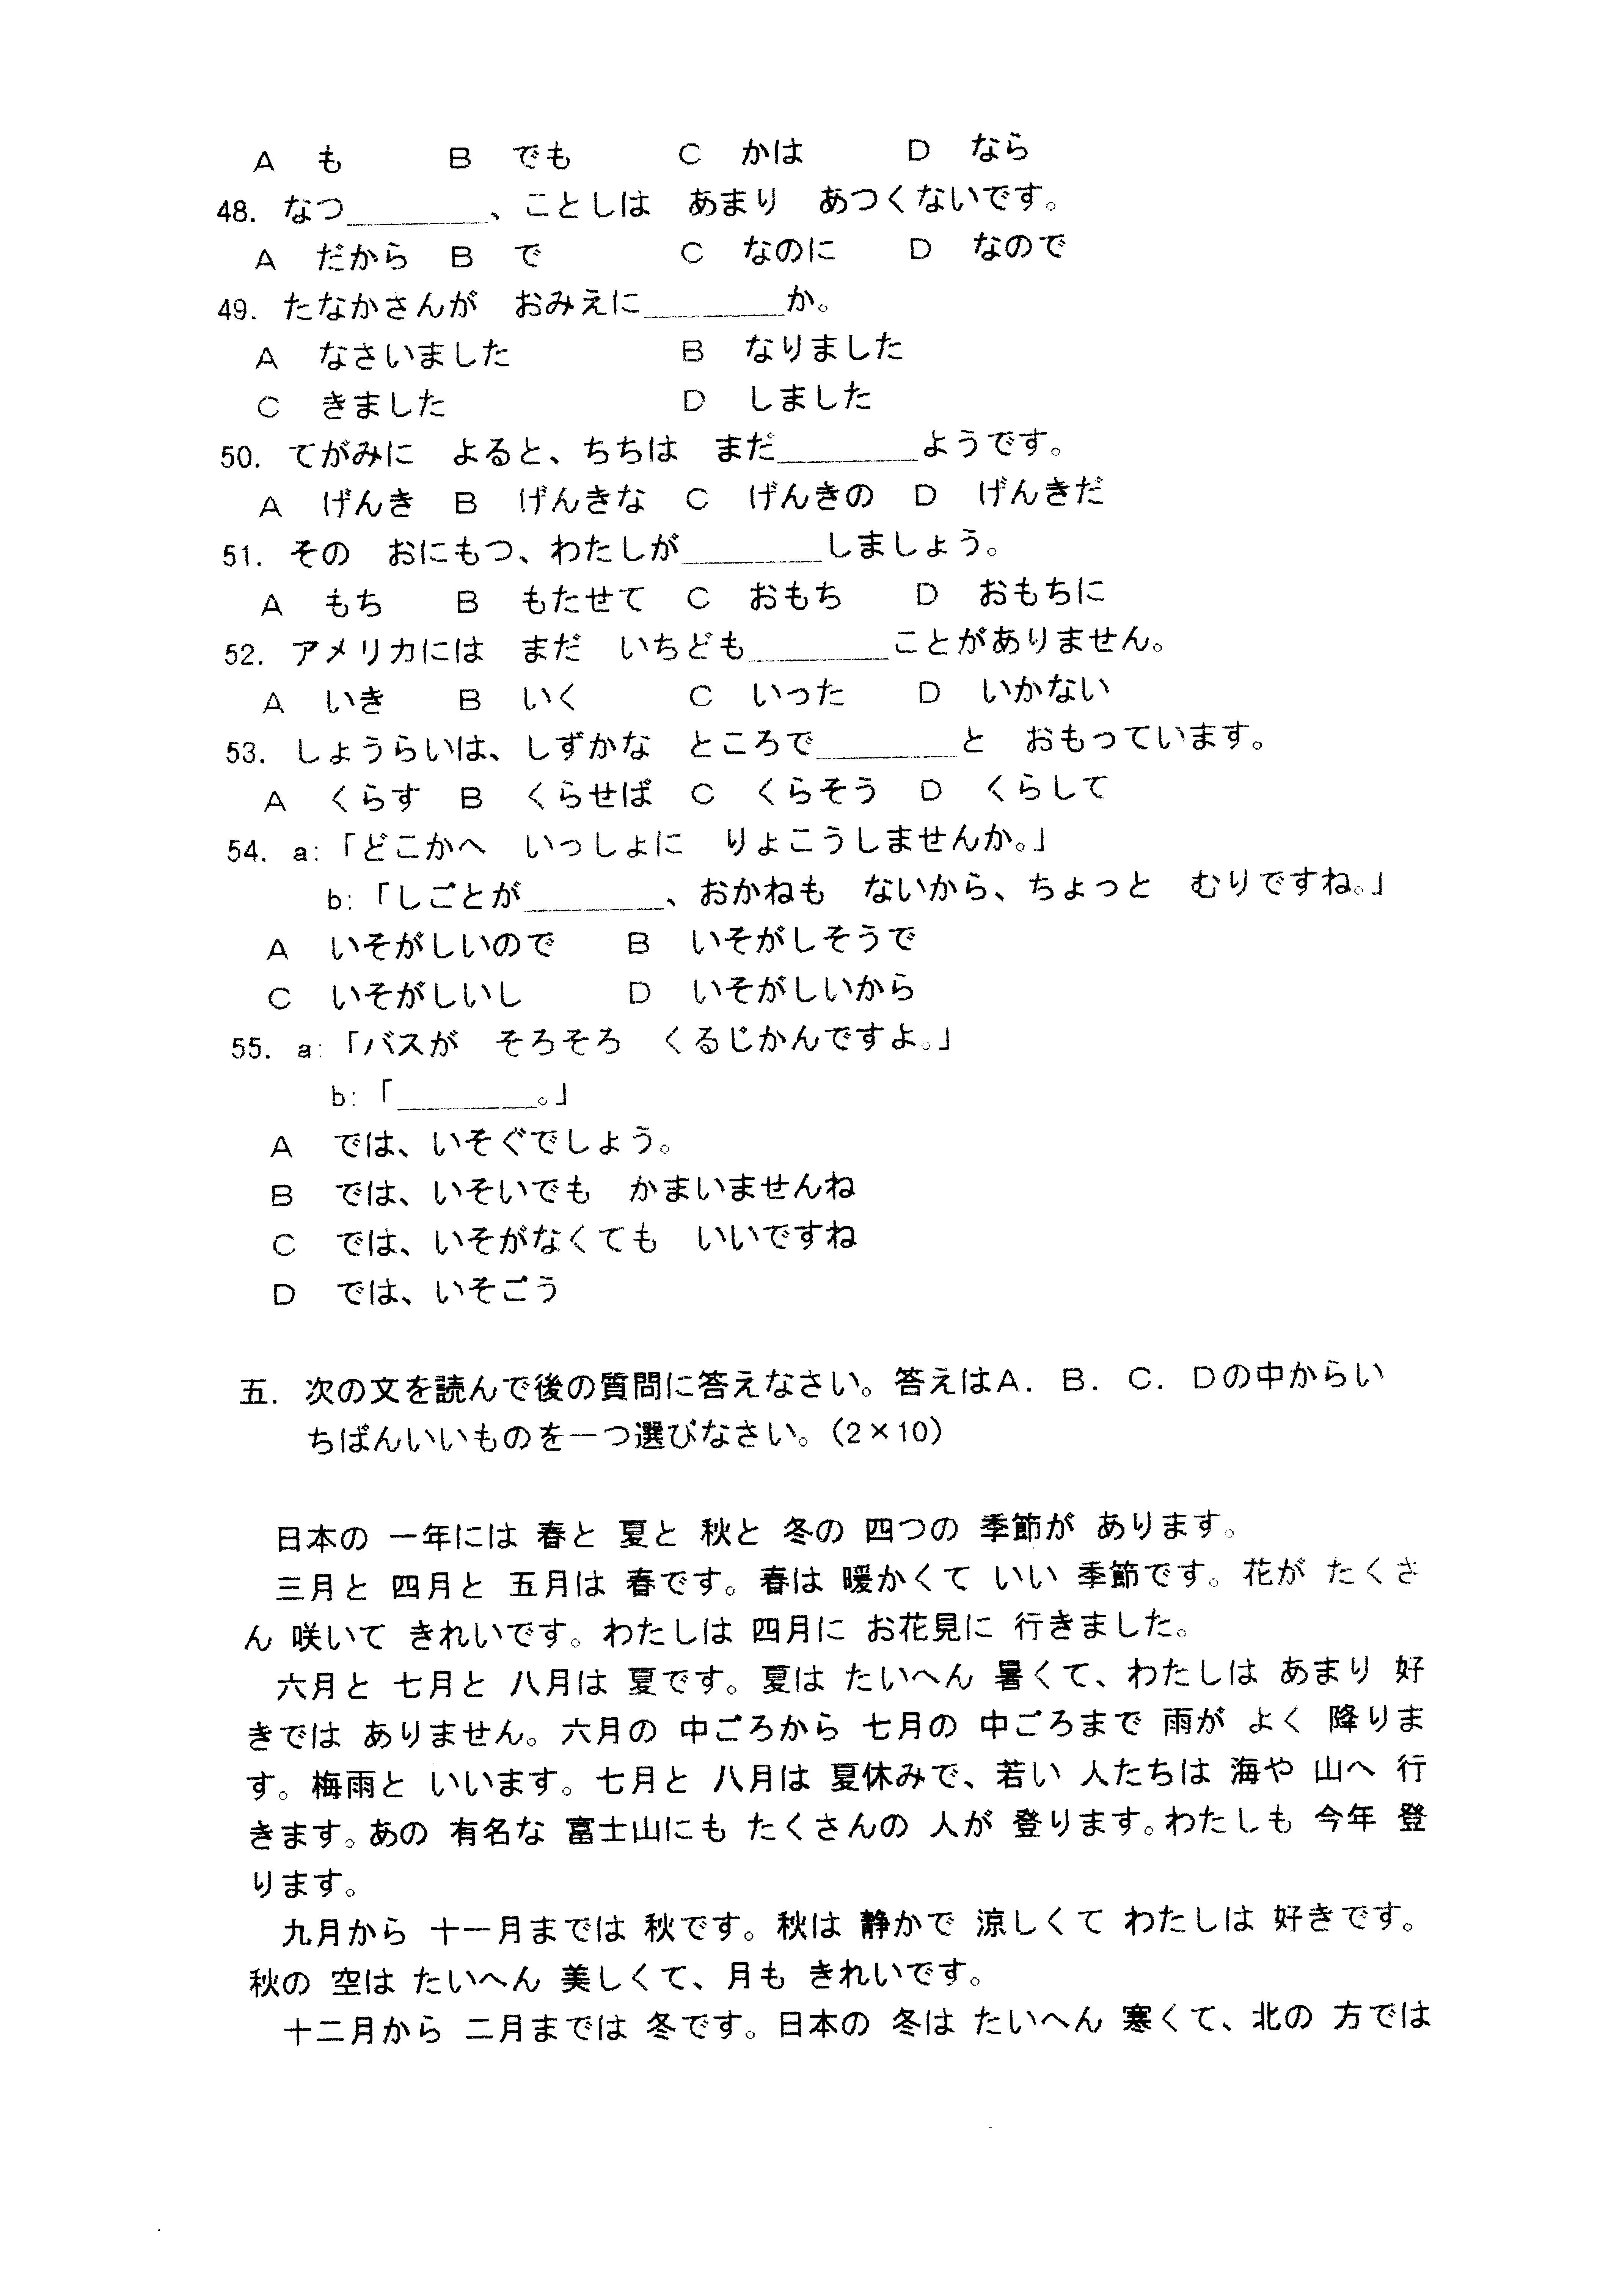 A　も　　　B　でも　　　C　かは　　　D　なら
48．なつ________、ことしは　あまり　あつくないです。
A　だから　B　で　　　　C　なのに　　D　なので
49．たなかさんが　おみえに________か。
A　なさいました　　　　　B　なりました
C　きました　　　　　　　D　しました
50．てがみに　よると、ちちは　まだ________ようです。
A　げんき　B　げんきな　C　げんきの　D　げんきだ
51．その　おにもつ、わたしが________しましょう。
A　もち　　B　もたせて　C　おもち　　D　おもちに
52．アメリカには　まだ　いちども________ことがありません。
A　いき　　B　いく　　　C　いった　　D　いかない
53．しょうらいは、しずかな　ところで________と　おもっています。
A　くらす　B　くらせば　C　くらそう　D　くらして
54．a:「どこかへ　いっしょに　りょこうしませんか。」
b:「しごとが________、おかねも　ないから、ちょっと　むりですね。」
A　いそがしいので　　B　いそがしそうで
C　いそがしいし　　　D　いそがしいから
55．a:「バスが　そろそろ　くるじかんですよ。」
b:「________。」
A　では、いそぐでしょう。
B　では、いそいでも　かまいませんね
C　では、いそがなくても　いいですね
D　では、いそごう
五．次の文を読んで後の質問に答えなさい。答えはA．B．C．Dの中からい
ちばんいいものを一つ選びなさい。（2×10）
日本の 一年には 春と 夏と 秋と 冬の 四つの 季節が あります。
三月と 四月と 五月は 春です。春は 暖かくて いい 季節です。花が たくさ
ん 咲いて きれいです。わたしは 四月に お花見に 行きました。
六月と 七月と 八月は 夏です。夏は たいへん 暑くて、わたしは あまり 好
きでは ありません。六月の 中ごろから 七月の 中ごろまで 雨が よく 降りま
す。梅雨と いいます。七月と 八月は 夏休みで、若い 人たちは 海や 山へ 行
きます。あの 有名な 富士山にも たくさんの 人が 登ります。わたしも 今年 登
ります。
九月から 十一月までは 秋です。秋は 静かで 涼しくて わたしは 好きです。
秋の 空は たいへん 美しくて、月も きれいです。
十二月から 二月までは 冬です。日本の 冬は たいへん 寒くて、北の 方では